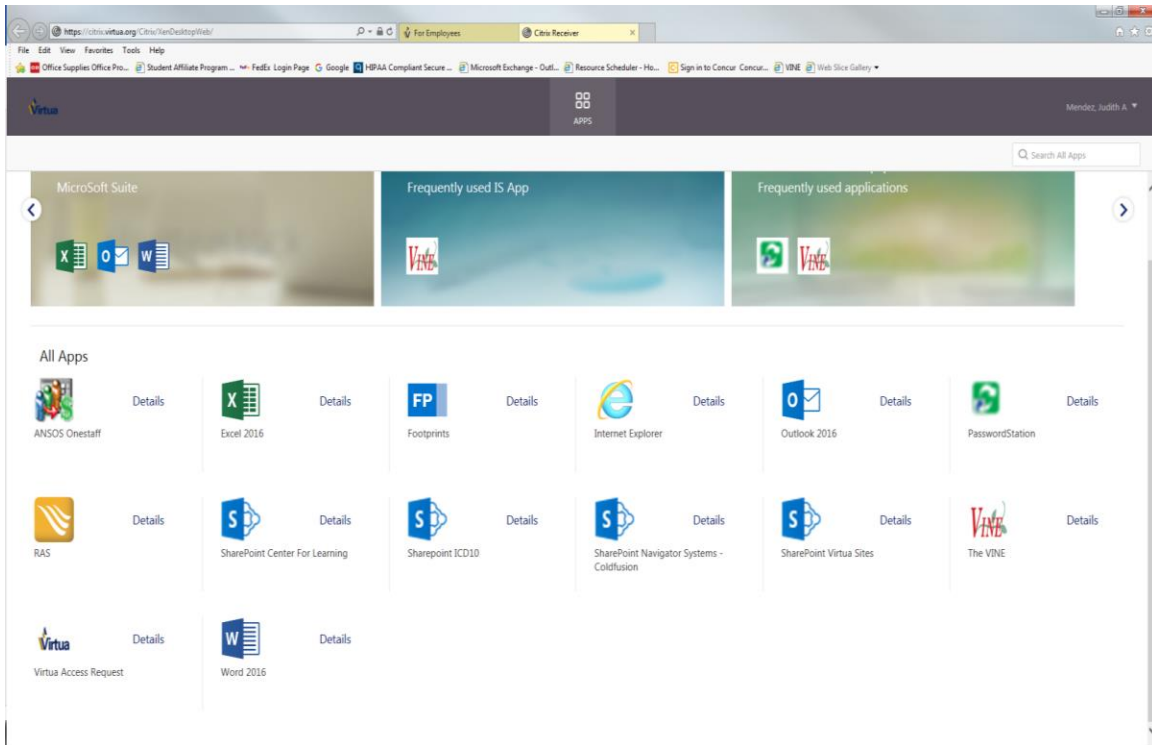 https://citrix.virtua.org/Citrix/XenDesktopWeb/
For Employees
Citrix Receiver
File Edit View Favorites Tools Help
Office Supplies Office Pro...
Student Affiliate Program ...
FedEx Login Page
Google
HIPAA Compliant Secure ...
Microsoft Exchange - Outl...
Resource Scheduler - Ho...
Sign in to Concur Concur...
VINE
Web Slice Gallery
Virtua
APPS
Mendez, Judith A
Search All Apps
MicroSoft Suite
Frequently used IS App
Frequently used applications
X
O
W
VINE
VINE
All Apps
Details
X
Details
FP
Details
Details
O
Details
Details
ANSOS Onestaff
Excel 2016
Footprints
Internet Explorer
Outlook 2016
PasswordStation
Details
S
Details
S
Details
S
Details
S
Details
VINE
Details
RAS
SharePoint Center For Learning
Sharepoint ICD10
SharePoint Navigator Systems -
Coldfusion
SharePoint Virtua Sites
The VINE
Virtua
Details
W
Details
Virtua Access Request
Word 2016